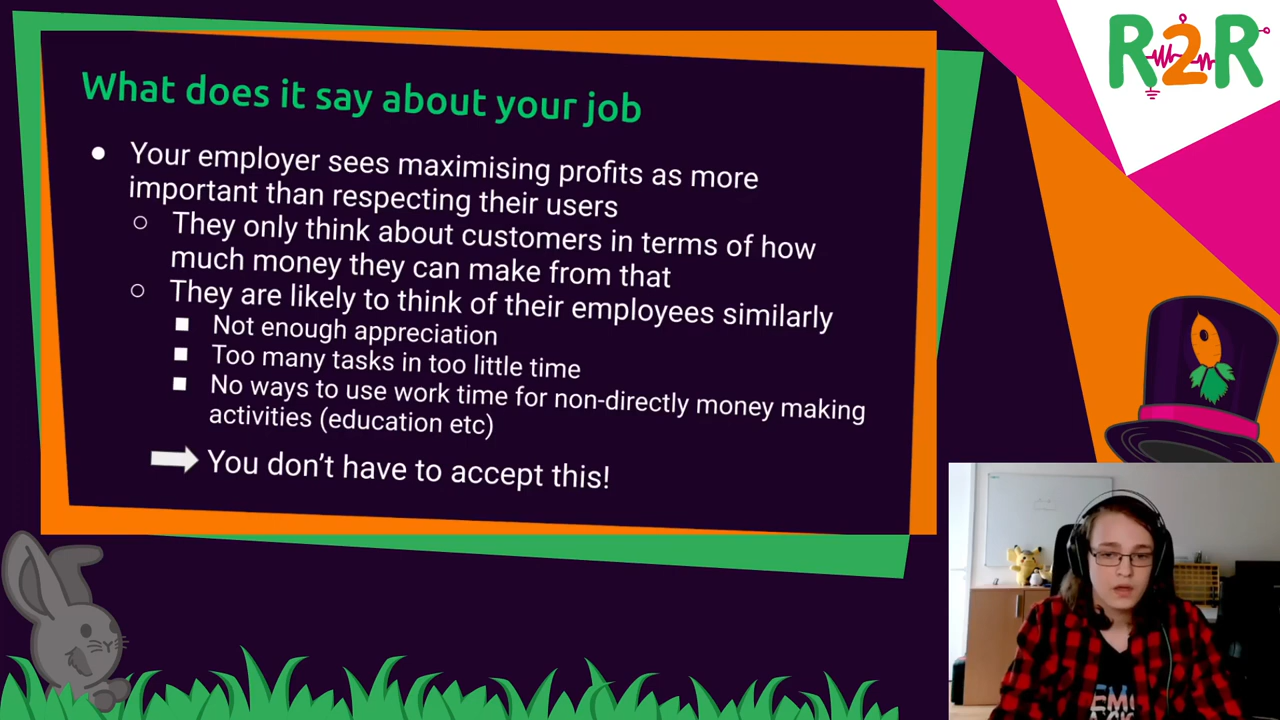 R2R
What does it say about your job
Your employer sees maximising profits as more
important than respecting their users
They only think about customers in terms of how
much money they can make from that
They are likely to think of their employees similarly
Not enough appreciation
Too many tasks in too little time
No ways to use work time for non-directly money making
activities (education etc)
You don't have to accept this!